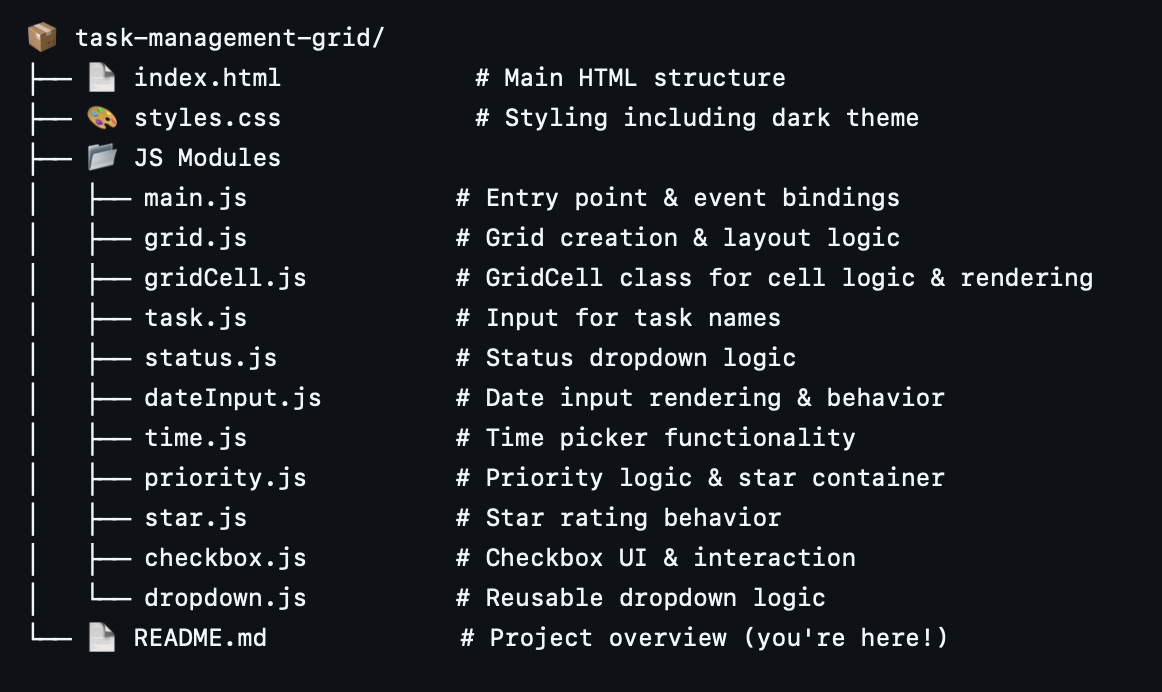 📦 task-management-grid/
├── 📄 index.html             # Main HTML structure
├── 🎨 styles.css             # Styling including dark theme
├── 📁 JS Modules
│   ├── main.js              # Entry point & event bindings
│   ├── grid.js              # Grid creation & layout logic
│   ├── gridCell.js          # GridCell class for cell logic & rendering
│   ├── task.js              # Input for task names
│   ├── status.js            # Status dropdown logic
│   ├── dateInput.js         # Date input rendering & behavior
│   ├── time.js              # Time picker functionality
│   ├── priority.js          # Priority logic & star container
│   ├── star.js              # Star rating behavior
│   ├── checkbox.js          # Checkbox UI & interaction
│   └── dropdown.js          # Reusable dropdown logic
└── 📄 README.md             # Project overview (you're here!)